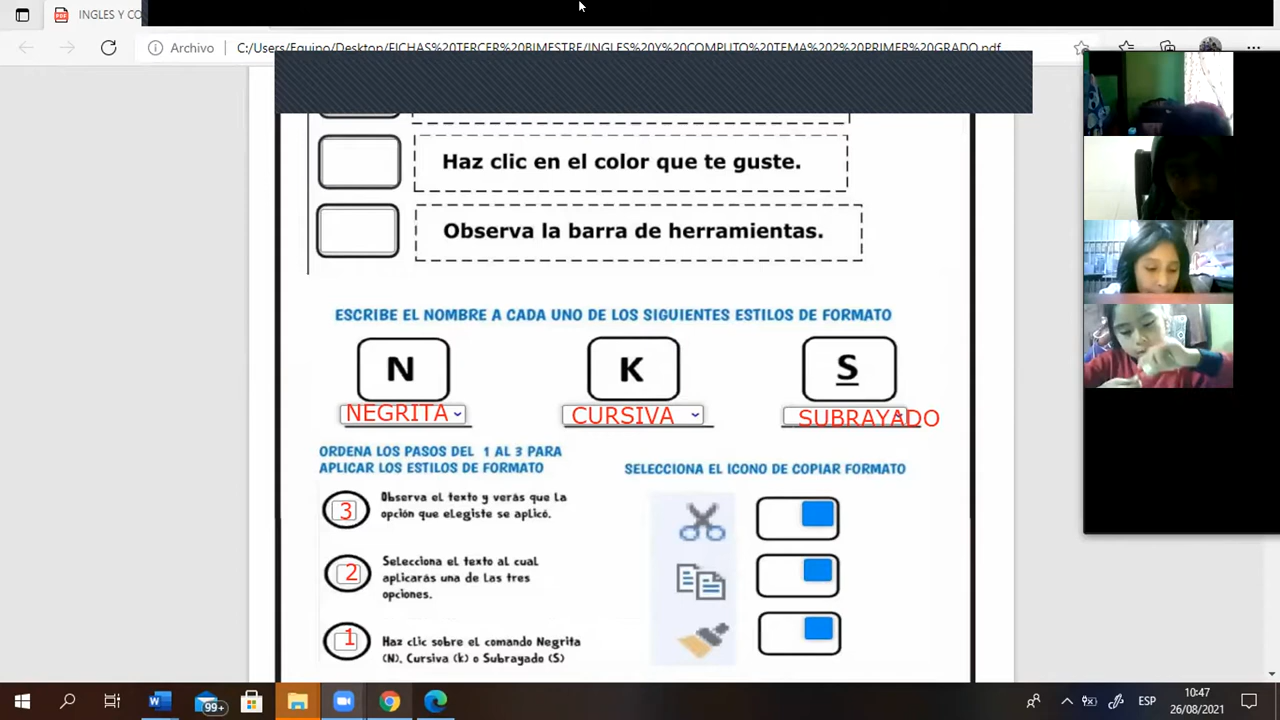 INGLES Y CO
Archivo
C:/Users/Equipo/Desktop/FICHAS%20TERCER%20BIMESTRE/INGLES%20Y%20COMPUTO%20TEMA%202%20PRIMER%20GRADO.pdf
Haz clic en el color que te guste.
Observa la barra de herramientas.
ESCRIBE EL NOMBRE A CADA UNO DE LOS SIGUIENTES ESTILOS DE FORMATO
N K S
NEGRITA CURSIVA SUBRAYADO
ORDENA LOS PASOS DEL 1 AL 3 PARA
APLICAR LOS ESTILOS DE FORMATO
3 Observa el texto y verás que la
opción que elegiste se aplicó.
2 Selecciona el texto al cual
aplicarás una de las tres
opciones.
1 Haz clic sobre el comando Negrita
(N), Cursiva (k) o Subrayado (S)
SELECCIONA EL ICONO DE COPIAR FORMATO
99+
ESP
10:47
26/08/2021